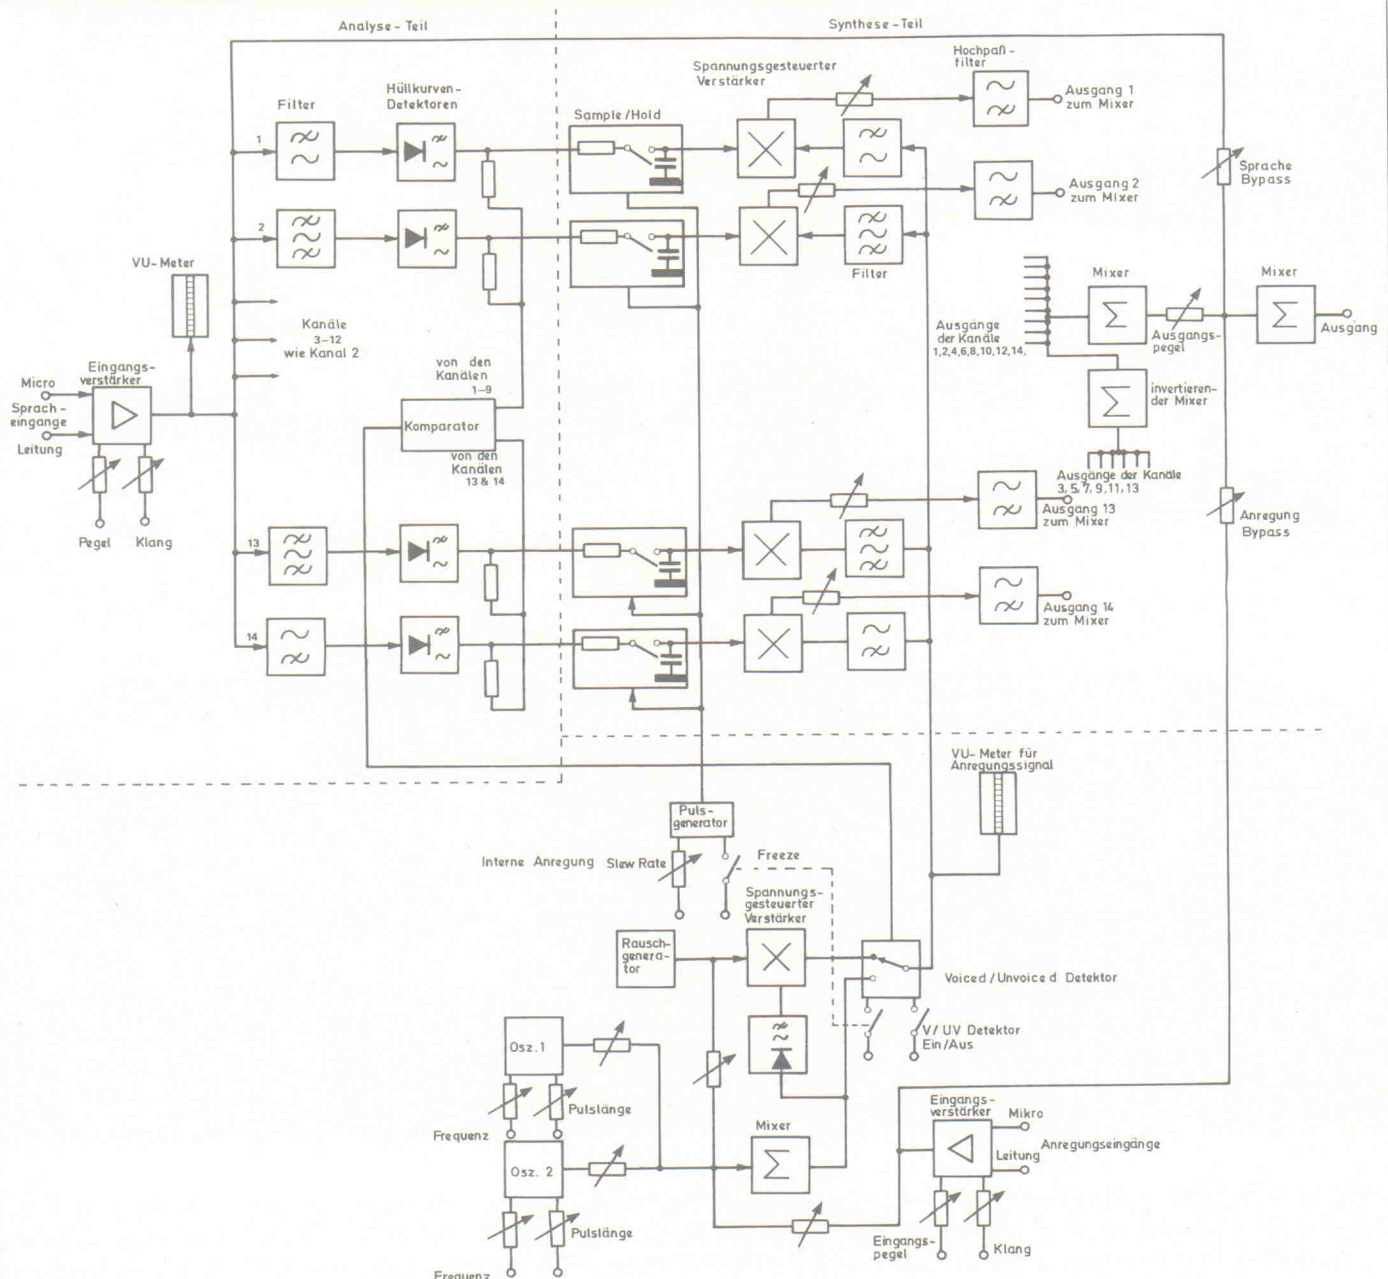 Analyse-Teil
Synthese-Teil
Hochpaß-
filter
Spannungsgesteuerter
Verstärker
Ausgang 1
zum Mixer
Hüllkurven-
Detektoren
Filter
Sample/Hold
1
Sprache
Bypass
Ausgang 2
zum Mixer
2
Filter
VU-Meter
Mixer
Mixer
Kanäle
3-12
wie Kanal 2
Ausgänge
der Kanäle
1,2,4,6,8,10,12,14,
Ausgangs-
pegel
Ausgang
Eingangs-
verstärker
von den
Kanälen
1-9
Micro
Sprach-
eingänge
Leitung
invertieren-
der Mixer
Komparator
von den
Kanälen
13 & 14
Ausgänge der Kanäle
3,5,7,9,11,13
Ausgang 13
zum Mixer
Anregung
Bypass
Pegel
Klang
13
Ausgang 14
zum Mixer
14
VU-Meter für
Anregungssignal
Puls-
generator
Interne Anregung
Slew Rate
Freeze
Spannungs-
gesteuerter
Verstärker
Rausch-
genera-
tor
Voiced/Unvoiced Detektor
V/UV Detektor
Ein/Aus
Osz.1
Pulslänge
Frequenz
Eingangs-
verstärker
Mikro
Anregungseingänge
Leitung
Mixer
Osz. 2
Pulslänge
Frequenz
Eingangs-
pegel
Klang